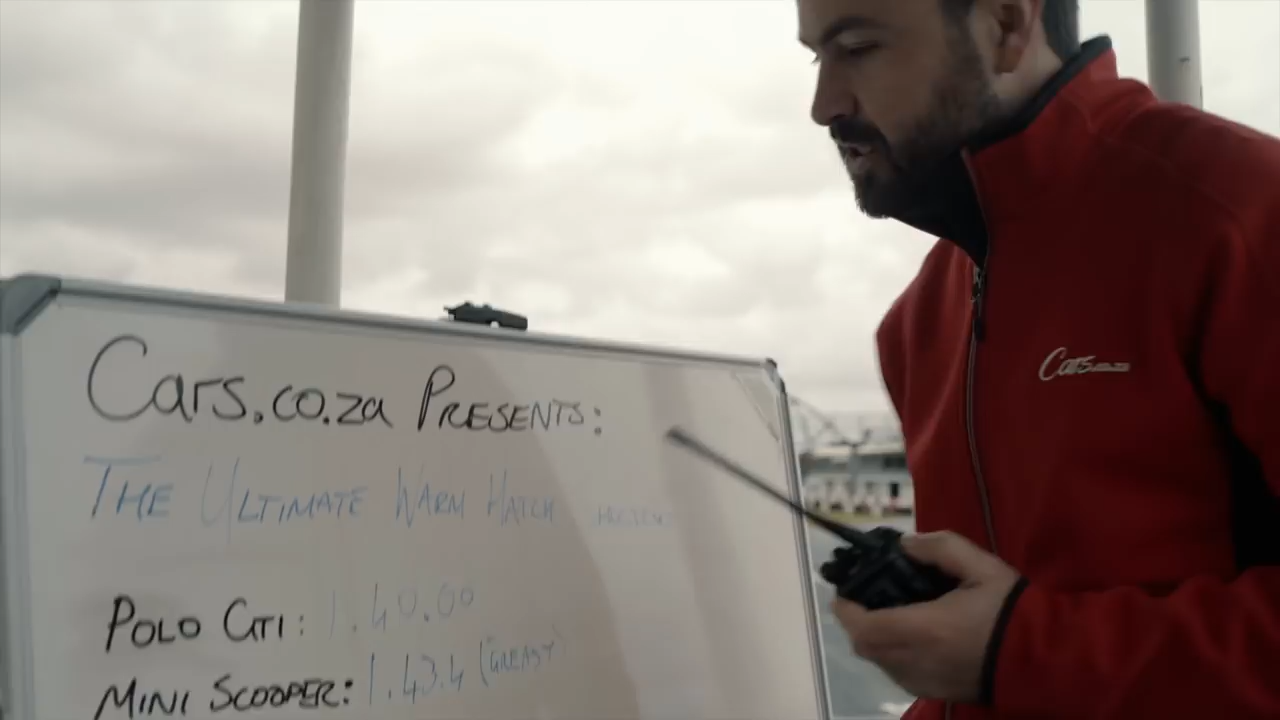 Cars.co.za PRESENTS:
THE ULTIMATE WARM HATCH
POLO GTI: 1.40.60
MINI SCOOPER: 1.43.4 (GREASY)
Cars.co.za